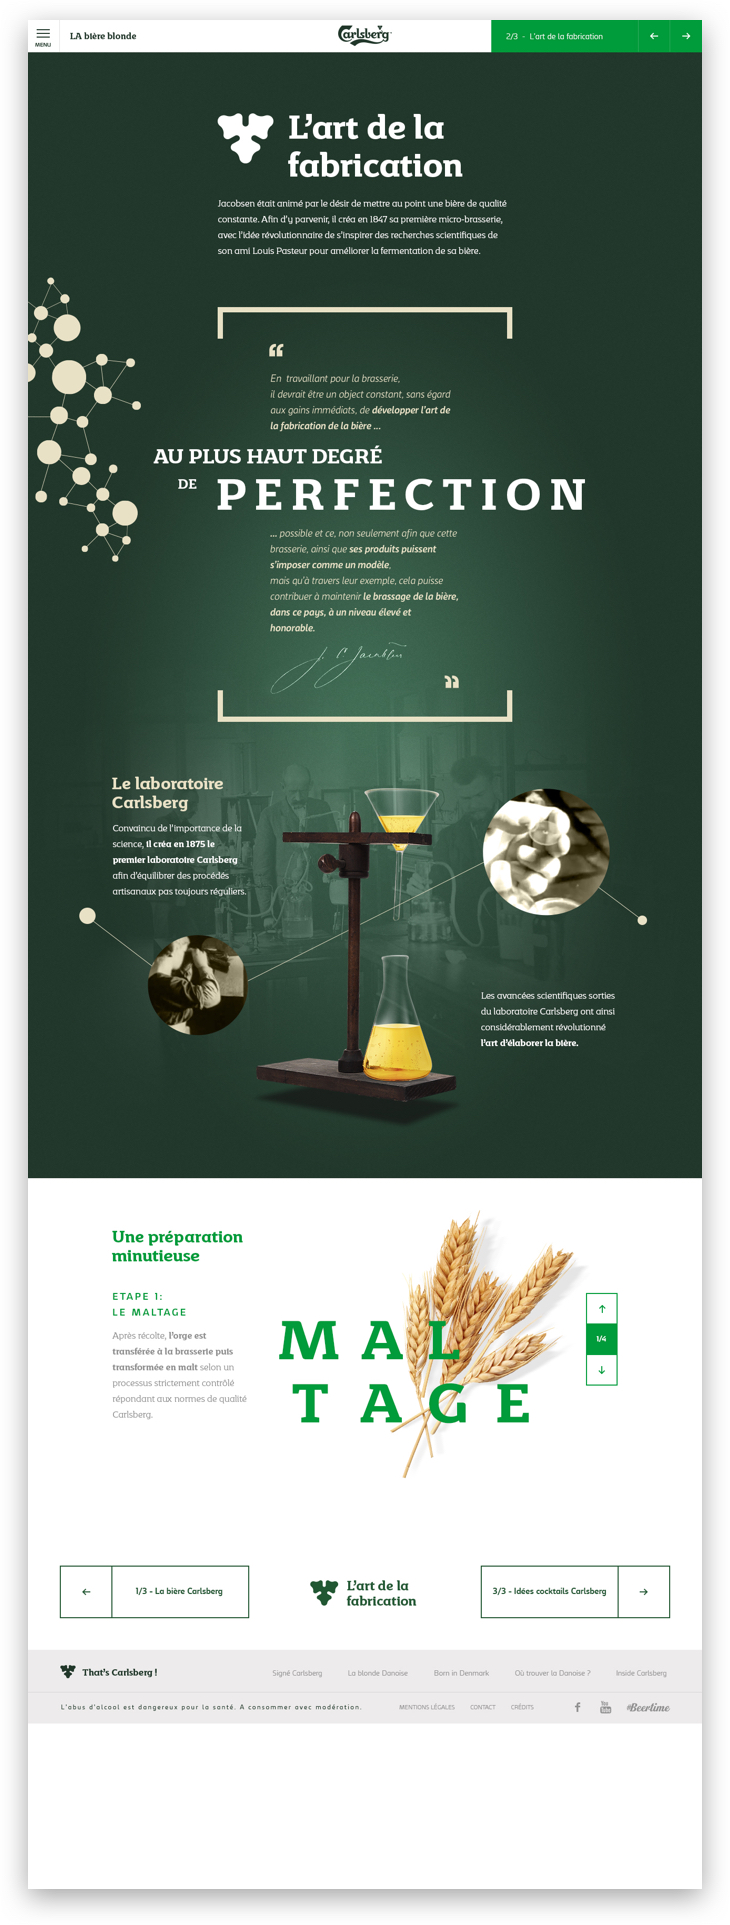 MENU
LA bière blonde
Carlsberg
2/3 - L'art de la fabrication
L'art de la
fabrication
Jacobsen était animé par le désir de mettre au point une bière de qualité
constante. Afin d'y parvenir, il créa en 1847 sa première micro-brasserie,
avec l'idée révolutionnaire de s'inspirer des recherches scientifiques de
son ami Louis Pasteur pour améliorer la fermentation de sa bière.
“
En travaillant pour la brasserie,
il devrait être un object constant, sans égard
aux gains immédiats, de développer l'art de
la fabrication de la bière ...
AU PLUS HAUT DEGRÉ
DE PERFECTION
... possible et ce, non seulement afin que cette
brasserie, ainsi que ses produits puissent
s'imposer comme un modèle,
mais qu'à travers leur exemple, cela puisse
contribuer à maintenir le brassage de la bière,
dans ce pays, à un niveau élevé et
honorable.
J. C. Jacobsen
”
Le laboratoire
Carlsberg
Convaincu de l'importance de la
science, il créa en 1875 le
premier laboratoire Carlsberg
afin d'équilibrer des procédés
artisanaux pas toujours réguliers.
Les avancées scientifiques sorties
du laboratoire Carlsberg ont ainsi
considérablement révolutionné
l'art d'élaborer la bière.
Une préparation
minutieuse
ETAPE 1:
LE MALTAGE
Après récolte, l'orge est
transférée à la brasserie puis
transformée en malt selon un
processus strictement contrôlé
répondant aux normes de qualité
Carlsberg.
MAL
TAGE
1/4
1/3 - La bière Carlsberg
L'art de la
fabrication
3/3 - Idées cocktails Carlsberg
That's Carlsberg !
Signé Carlsberg
La blonde Danoise
Born in Denmark
Où trouver la Danoise ?
Inside Carlsberg
L'abus d'alcool est dangereux pour la santé. A consommer avec modération.
MENTIONS LÉGALES
CONTACT
CRÉDITS
f
You Tube
#Beertime